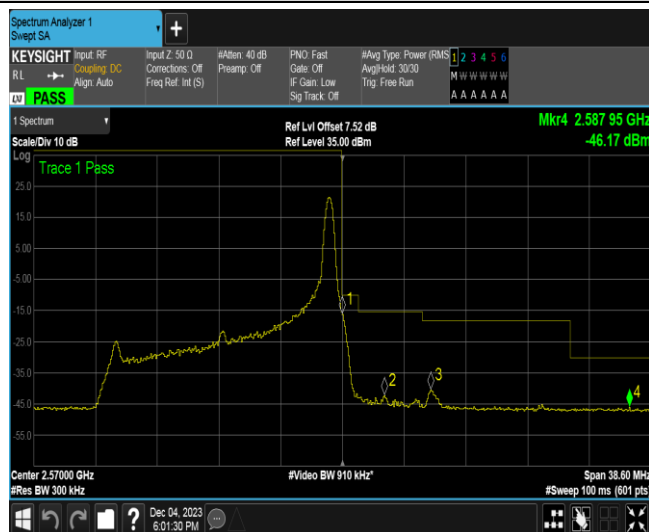 Spectrum Analyzer 1
Swept SA
+
KEYSIGHT
RL
Input: RF
Coupling: DC
Align: Auto
Input Z: 50 Ω
Corrections: Off
Freq Ref: Int (S)
#Atten: 40 dB
Preamp: Off
PNO: Fast
Gate: Off
IF Gain: Low
Sig Track: Off
#Avg Type: Power (RMS
Avg|Hold: 30/30
Trig: Free Run
1 2 3 4 5 6
M W W W W W
A A A A A A
LXI PASS
1 Spectrum
Scale/Div 10 dB
Ref Lvl Offset 7.52 dB
Ref Level 35.00 dBm
Mkr4 2.587 95 GHz
-46.17 dBm
Log
Trace 1 Pass
25.0
15.0
5.00
-5.00
-15.0
-25.0
-35.0
-45.0
-55.0
1
2
3
4
Center 2.57000 GHz
#Res BW 300 kHz
#Video BW 910 kHz*
Span 38.60 MHz
#Sweep 100 ms (601 pts)
?
Dec 04, 2023
6:01:30 PM